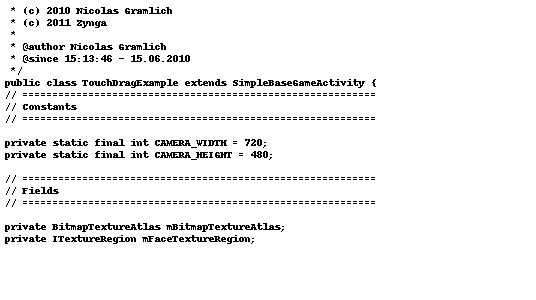 * (c) 2010 Nicolas Gramlich
* (c) 2011 Zynga
*
* @author Nicolas Gramlich
* @since 15:13:46 - 15.06.2010
*/
public class TouchDragExample extends SimpleBaseGameActivity {
// ===========================================================
// Constants
// ===========================================================
private static final int CAMERA_WIDTH = 720;
private static final int CAMERA_HEIGHT = 480;
// ===========================================================
// Fields
// ===========================================================
private BitmapTextureAtlas mBitmapTextureAtlas;
private ITextureRegion mFaceTextureRegion;